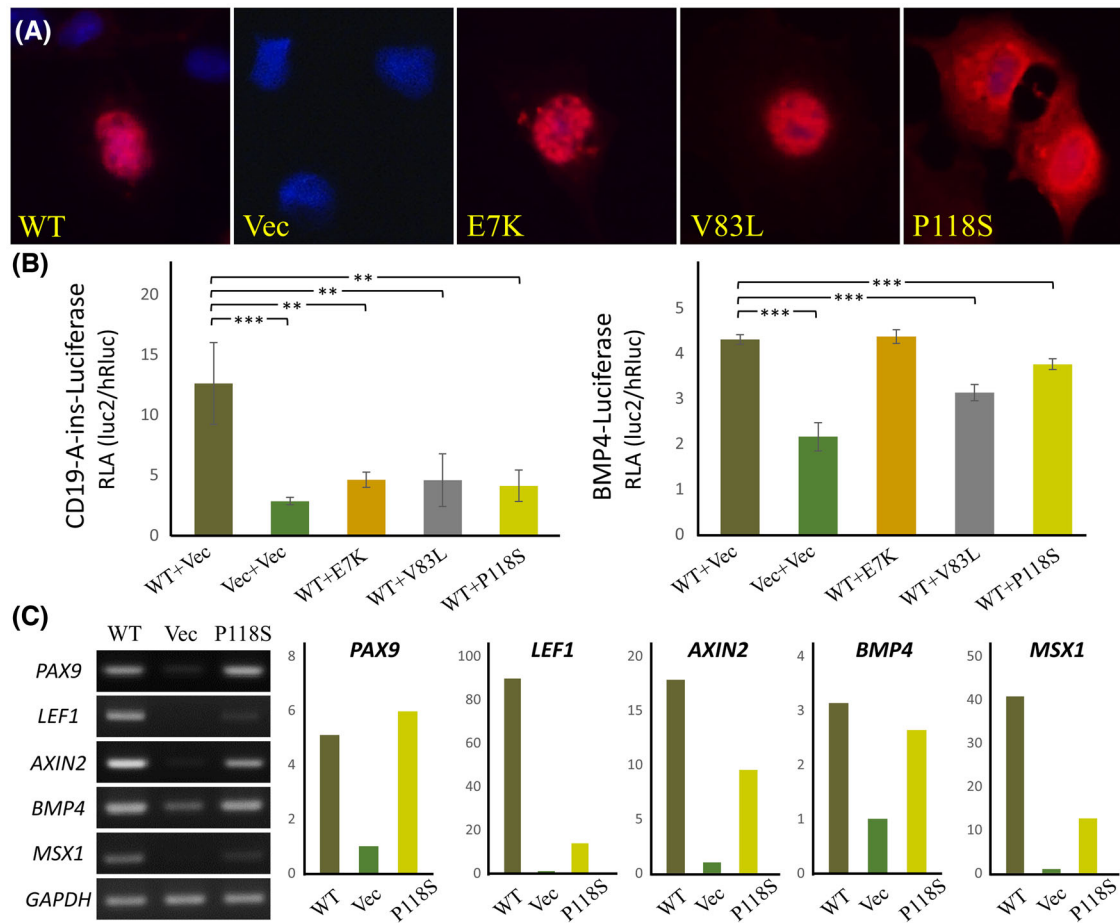 (A)
WT
Vec
E7K
V83L
P118S
(B)
CD19-A-ins-Luciferase
RLA (luc2/hRluc)
20
15
10
5
0
**
**
**
***
WT+Vec
Vec+Vec
WT+E7K
WT+V83L
WT+P118S
BMP4-Luciferase
RLA (luc2/hRluc)
5
4
3
2
1
0
***
***
***
WT+Vec
Vec+Vec
WT+E7K
WT+V83L
WT+P118S
(C)
WT Vec P118S
PAX9
LEF1
AXIN2
BMP4
MSX1
GAPDH
PAX9
8
6
4
2
0
WT
Vec
P118S
LEF1
100
80
60
40
20
0
WT
Vec
P118S
AXIN2
20
15
10
5
0
WT
Vec
P118S
BMP4
4
3
2
1
0
WT
Vec
P118S
MSX1
50
40
30
20
10
0
WT
Vec
P118S